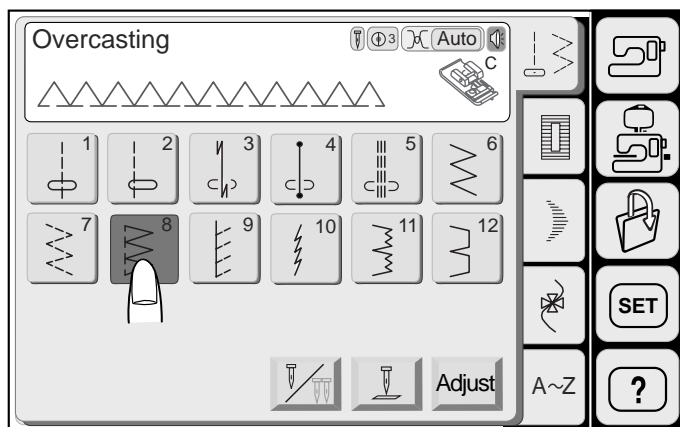 Overcasting
3 Auto
C
1 2 3 4 5 6
7 8 9 10 11 12
SET
Adjust A~Z ?